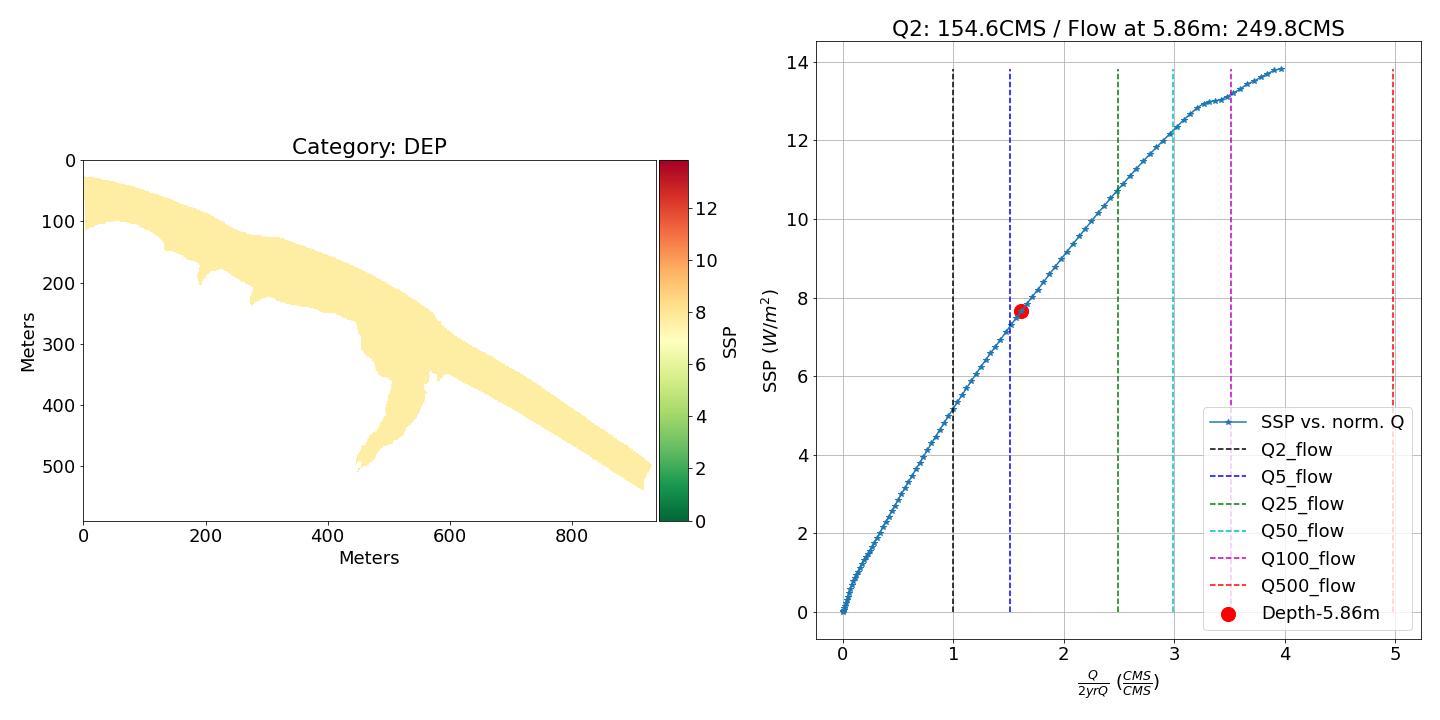 Category: DEP
0
100
200
300
400
500
Meters
0 200 400 600 800
Meters
12
10
8
6
4
2
0
SSP
Q2: 154.6CMS / Flow at 5.86m: 249.8CMS
14
12
10
8
6
4
2
0
SSP (W/m²)
0 1 2 3 4 5
Q/2yrQ (CMS/CMS)
SSP vs. norm. Q
Q2_flow
Q5_flow
Q25_flow
Q50_flow
Q100_flow
Q500_flow
Depth-5.86m